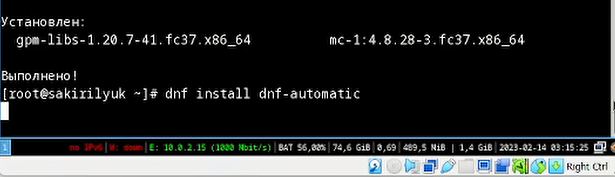 Установлен:
gpm-libs-1.20.7-41.fc37.x86_64 mc-1:4.8.28-3.fc37.x86_64
Выполнено!
[root@sakirilyuk ~]# dnf install dnf-automatic
1 no IPv6 | W: down | E: 10.0.2.15 (1000 Mbit/s) | BAT 56,00% | 74,6 GiB | 0,69 | 489,5 MiB | 1,4 GiB | 2023-02-14 03:15:25
Right Ctrl